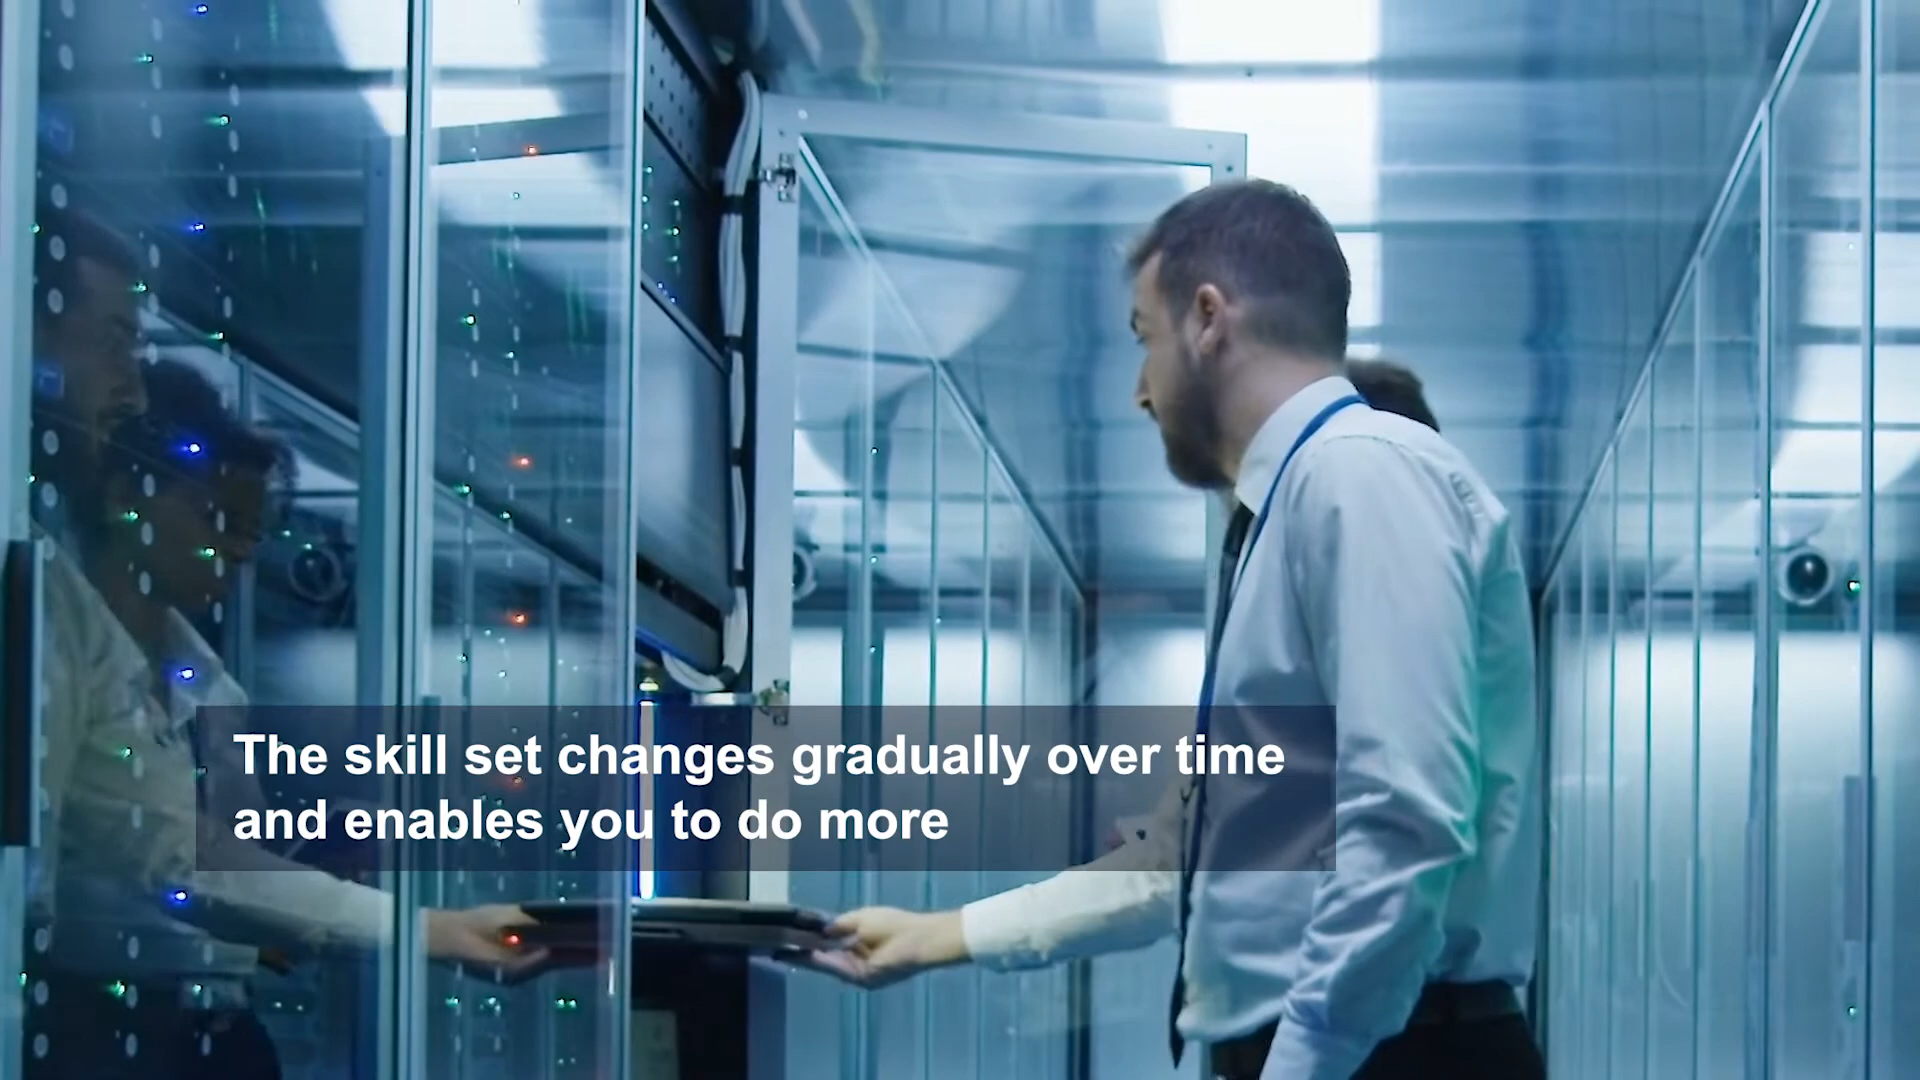 The skill set changes gradually over time
and enables you to do more